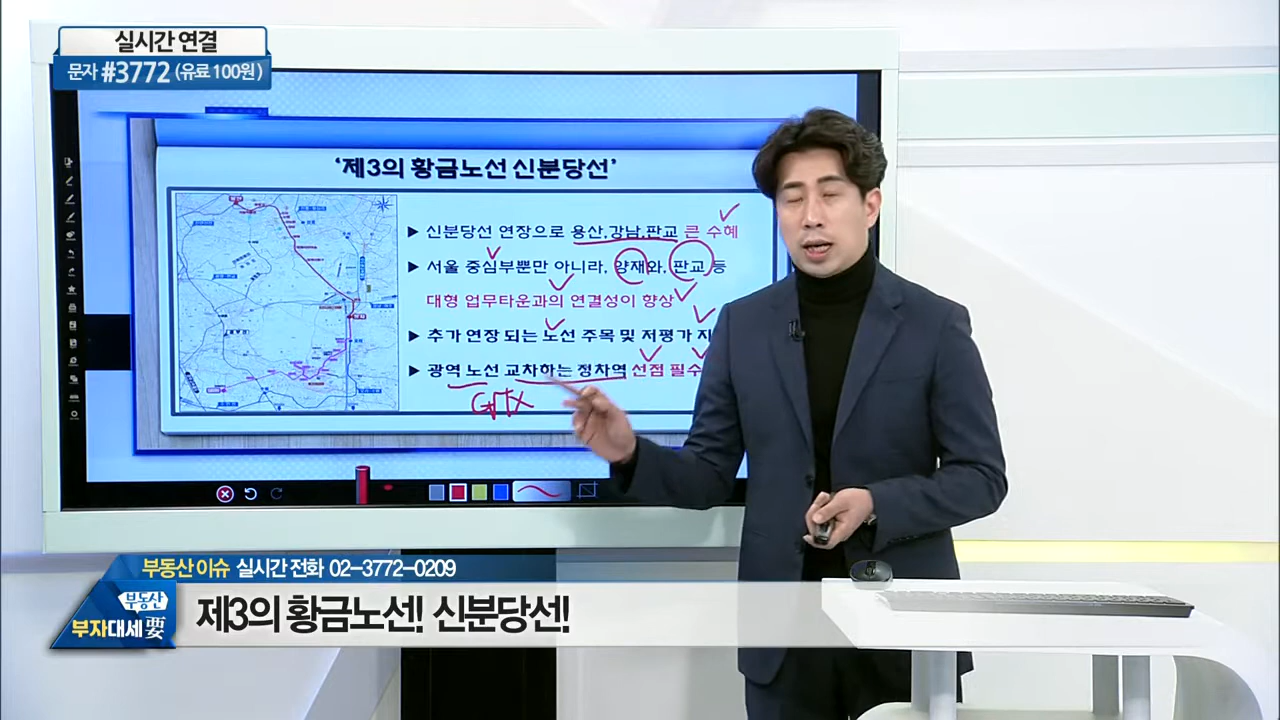 실시간 연결
문자 #3772 (유료 100원)
‘제3의 황금노선 신분당선’
▶ 신분당선 연장으로 용산,강남,판교 큰 수혜
▶ 서울 중심부뿐만 아니라, 양재와, 판교 등
대형 업무타운과의 연결성이 향상
▶ 추가 연장 되는 노선 주목 및 저평가
▶ 광역 노선 교차하는 정차역 선점 필수
GTX
부동산 이슈 실시간 전화 02-3772-0209
부동산
부자대세 要
제3의 황금노선! 신분당선!